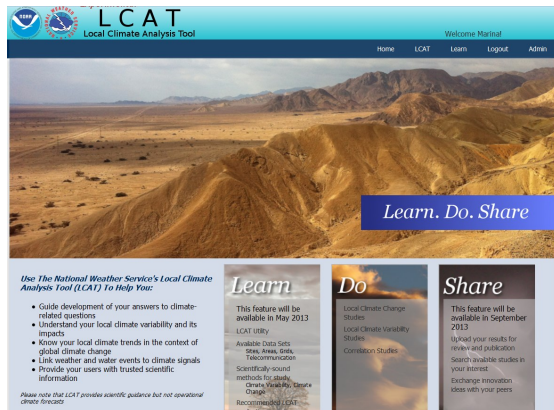 LCAT
Local Climate Analysis Tool
Welcome Marina!
Home LCAT Learn Logout Admin
Learn. Do. Share
Use The National Weather Service's Local Climate
Analysis Tool (LCAT) To Help You:
Guide development of your answers to climate-
related questions
Understand your local climate variability and its
impacts
Know your local climate trends in the context of
global climate change
Link weather and water events to climate signals
Provide your users with trusted scientific
information
Please note that LCAT provides scientific guidance but not operational
climate forecasts
Learn
This feature will be
available in May 2013
LCAT Utility
Available Data Sets
Sites, Areas, Grids,
Telecommunication
Scientifically-sound
methods for study
Climate Variability, Climate
Change
Recommended LCAT
Do
Local Climate Change
Studies
Local Climate Variability
Studies
Correlation Studies
Share
This feature will be
available in September
2013
Upload your results for
review and publication
Search available studies in
your interest
Exchange innovation
ideas with your peers